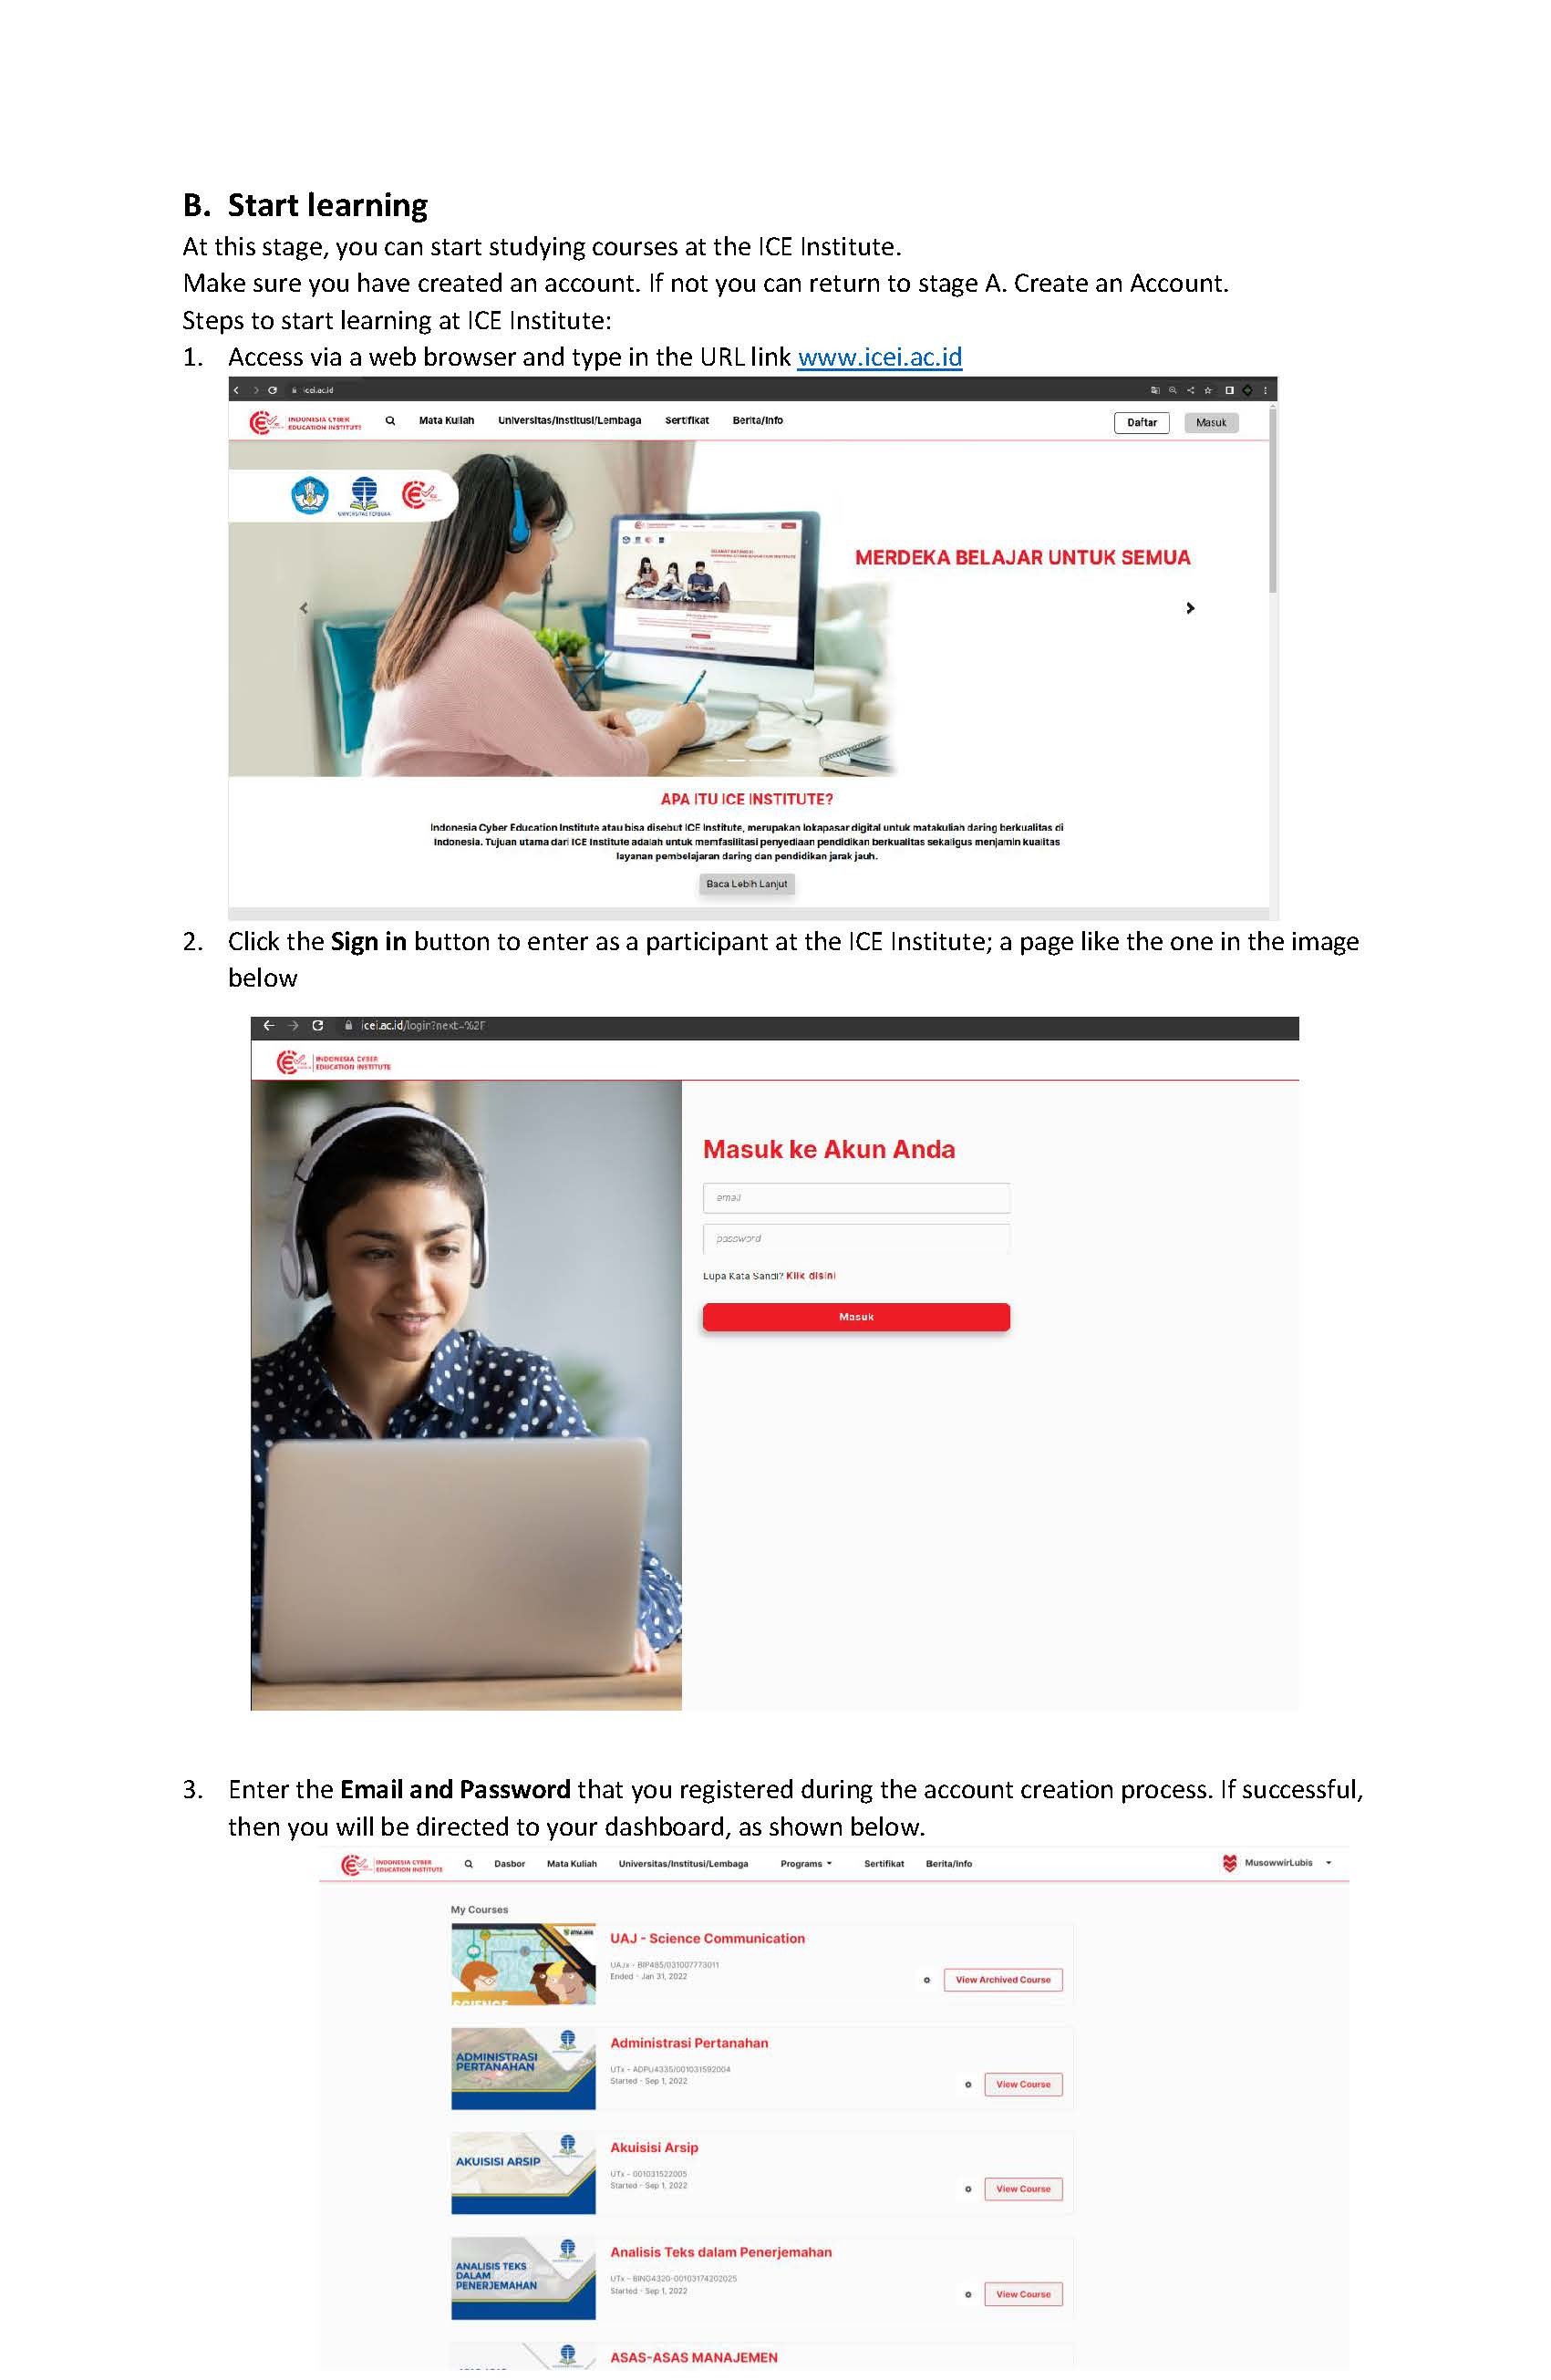 B. Start learning
At this stage, you can start studying courses at the ICE Institute.
Make sure you have created an account. If not you can return to stage A. Create an Account.
Steps to start learning at ICE Institute:
1. Access via a web browser and type in the URL link www.icei.ac.id
icei.ac.id
INDONESIA CYBER
EDUCATION INSTITUTE
Mata Kuliah Universitas/Institusi/Lembaga Sertifikat Berita/Info Daftar Masuk
UNIVERSITAS TERBUKA
MERDEKA BELAJAR UNTUK SEMUA
APA ITU ICE INSTITUTE?
Indonesia Cyber Education Institute atau bisa disebut ICE Institute, merupakan lokapasar digital untuk matakuliah daring berkualitas di
Indonesia. Tujuan utama dari ICE Institute adalah untuk memfasilitasi penyediaan pendidikan berkualitas sekaligus menjamin kualitas
layanan pembelajaran daring dan pendidikan jarak jauh.
Baca Lebih Lanjut
2. Click the Sign in button to enter as a participant at the ICE Institute; a page like the one in the image
below
icei.ac.id/login?next=%2F
INDONESIA CYBER
EDUCATION INSTITUTE
Masuk ke Akun Anda
email
password
Lupa Kata Sandi? Klik disini
Masuk
3. Enter the Email and Password that you registered during the account creation process. If successful,
then you will be directed to your dashboard, as shown below.
INDONESIA CYBER
EDUCATION INSTITUTE
Dasbor Mata Kuliah Universitas/Institusi/Lembaga Programs Sertifikat Berita/Info MusowwirLubis
My Courses
SCIENCE
UAJ - Science Communication
UAJx - BIP485/031007773011
Ended - Jan 31, 2022
View Archived Course
ADMINISTRASI
PERTANAHAN
Administrasi Pertanahan
UTx - ADPU4335/001031592004
Started - Sep 1, 2022
View Course
AKUISISI ARSIP
Akuisisi Arsip
UTx - 001031522005
Started - Sep 1, 2022
View Course
ANALISIS TEKS
DALAM
PENERJEMAHAN
Analisis Teks dalam Penerjemahan
UTx - BING4320-00103174202025
Started - Sep 1, 2022
View Course
ASAS-ASAS MANAJEMEN